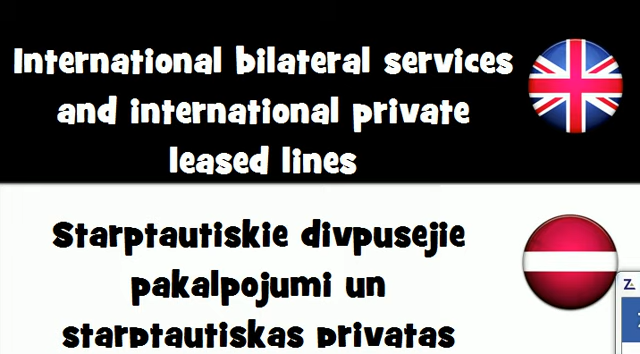 International bilateral services
and international private
leased lines
Starptautiskie divpusejie
pakalpojumi un
starptautiskas privatas
Z